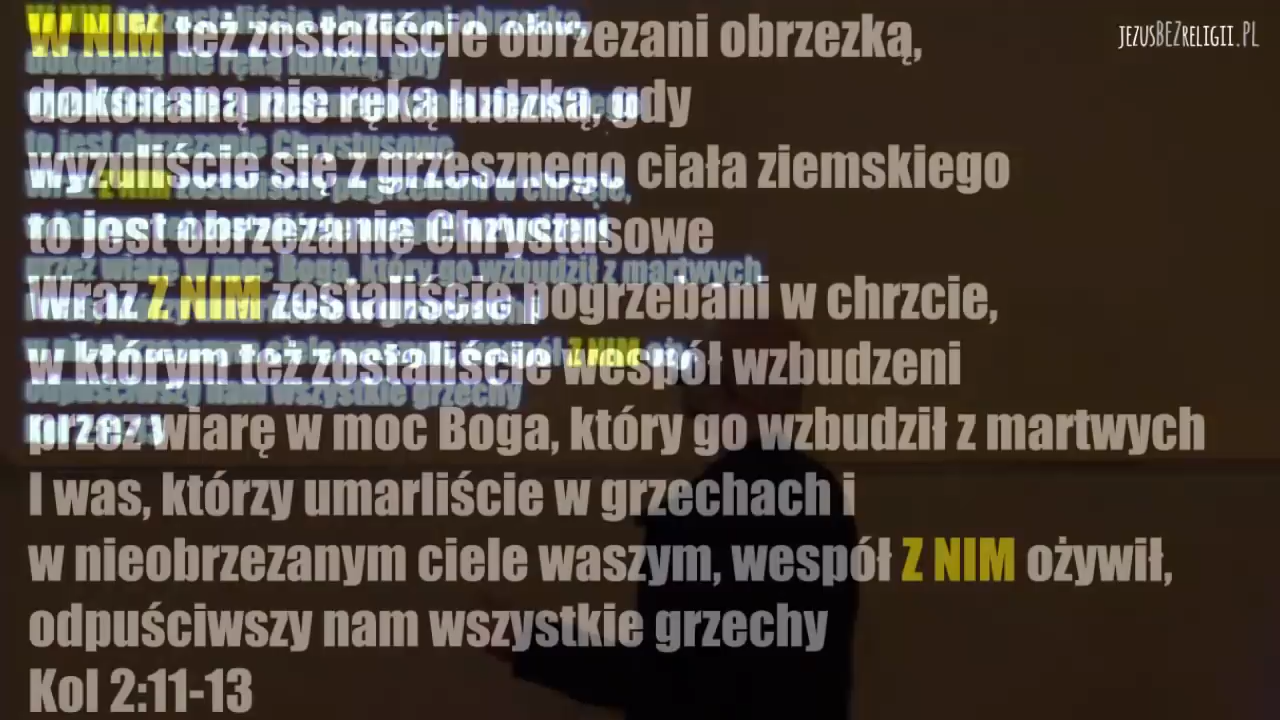 JEZUSBEZRELIGII.PL
W NIM też zostaliście obrzezani obrzezką,
dokonaną nie ręką ludzką, gdy
wyzuliście się z grzesznego ciała ziemskiego
to jest obrzezanie Chrystusowe
Wraz Z NIM zostaliście pogrzebani w chrzcie,
w którym też zostaliście wespół wzbudzeni
przez wiarę w moc Boga, który go wzbudził z martwych
I was, którzy umarliście w grzechach i
w nieobrzezanym ciele waszym, wespół Z NIM ożywił,
odpuściwszy nam wszystkie grzechy
Kol 2:11-13